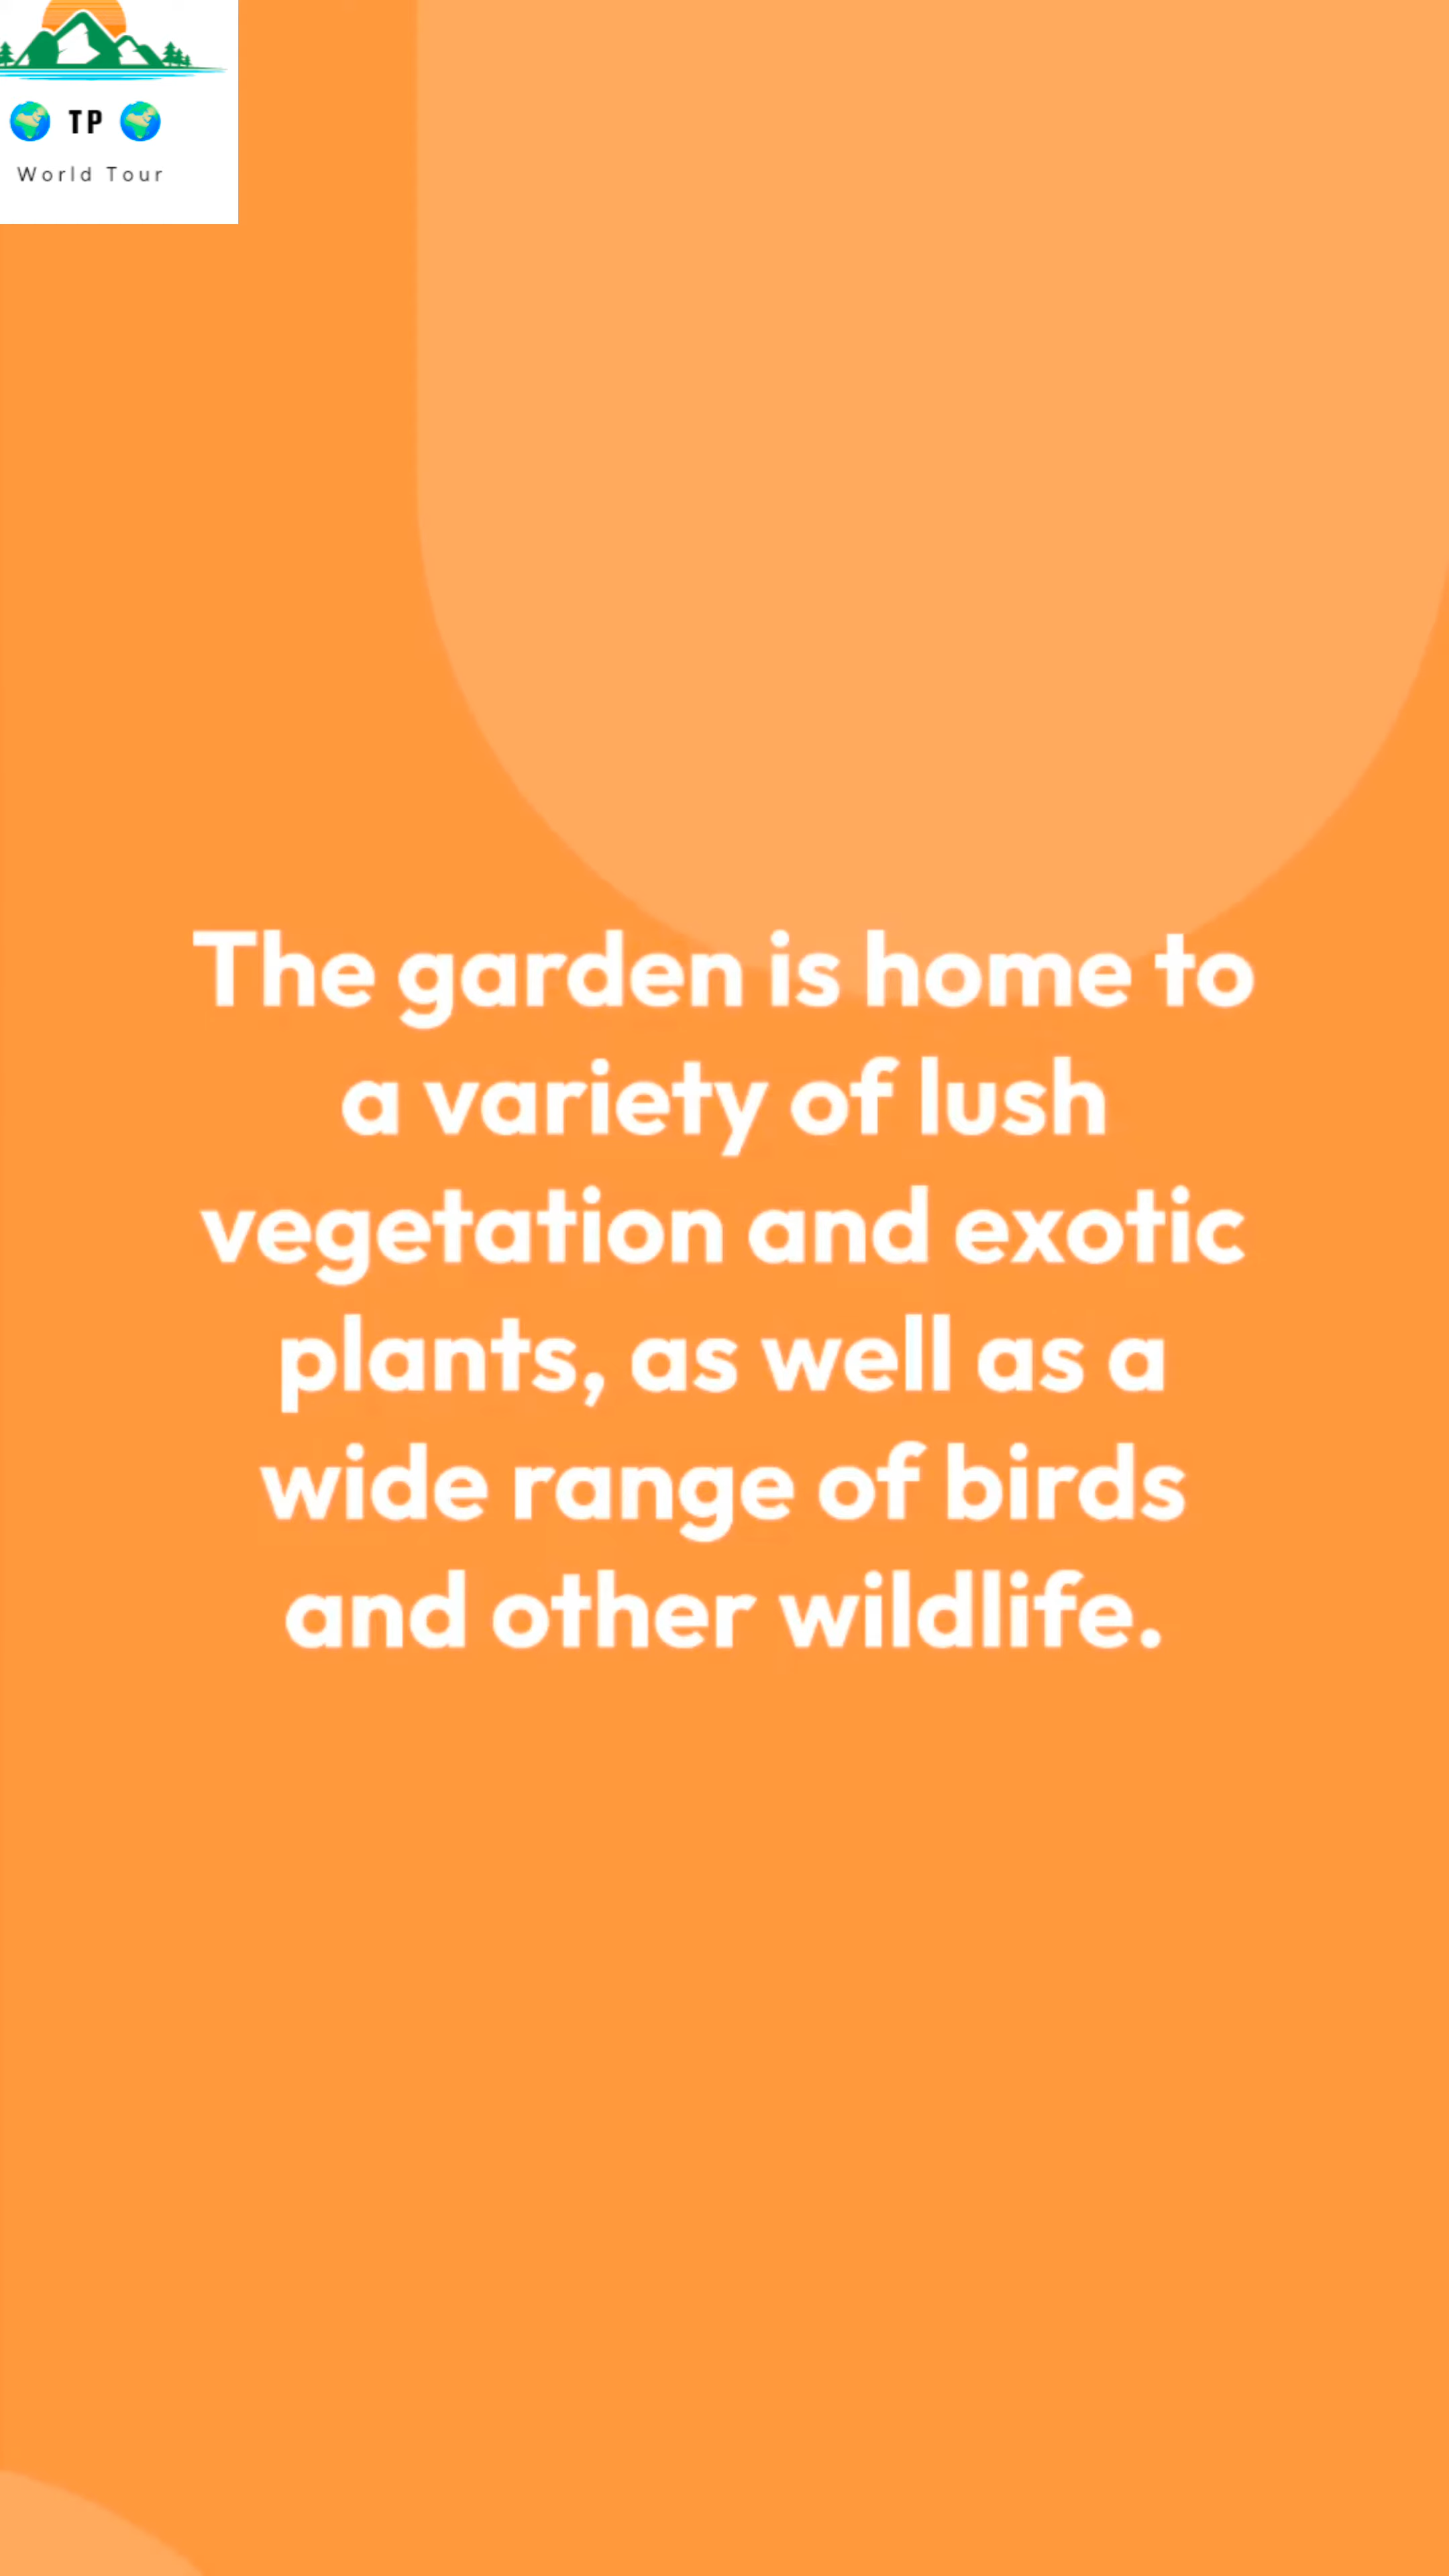 TP
World Tour
The garden is home to
a variety of lush
vegetation and exotic
plants, as well as a
wide range of birds
and other wildlife.